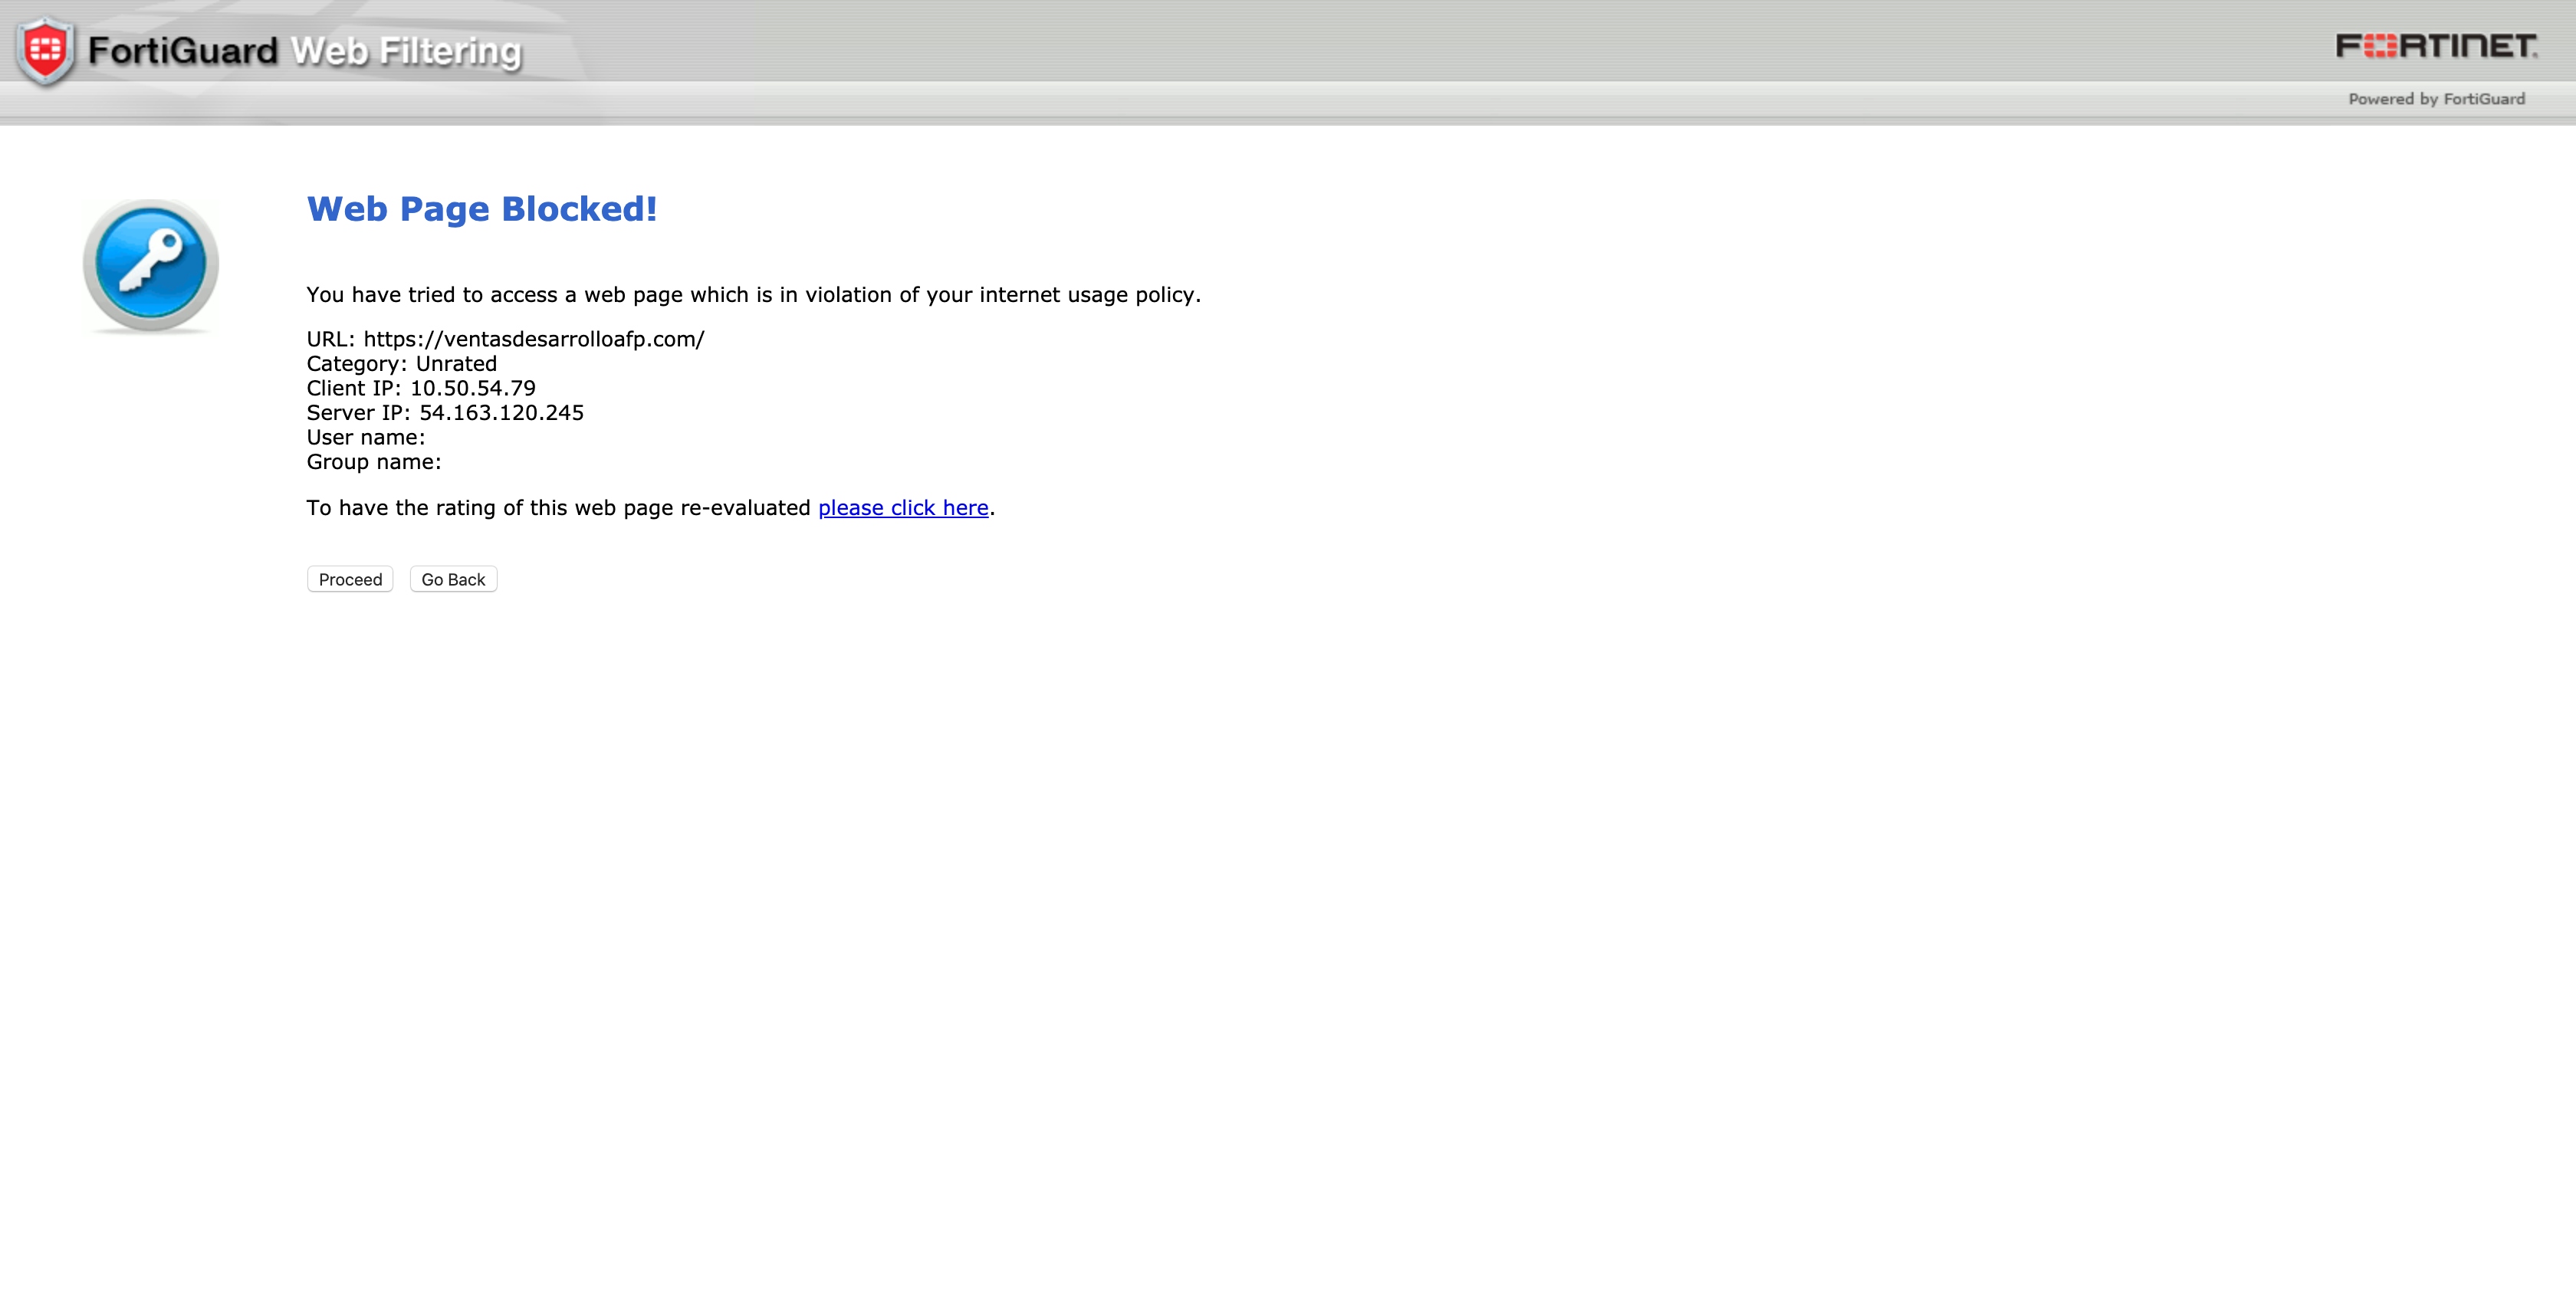 FortiGuard Web Filtering
FORTINET
Powered by FortiGuard
Web Page Blocked!
You have tried to access a web page which is in violation of your internet usage policy.
URL: https://ventasdesarrolloafp.com/
Category: Unrated
Client IP: 10.50.54.79
Server IP: 54.163.120.245
User name:
Group name:
To have the rating of this web page re-evaluated please click here.
Proceed Go Back